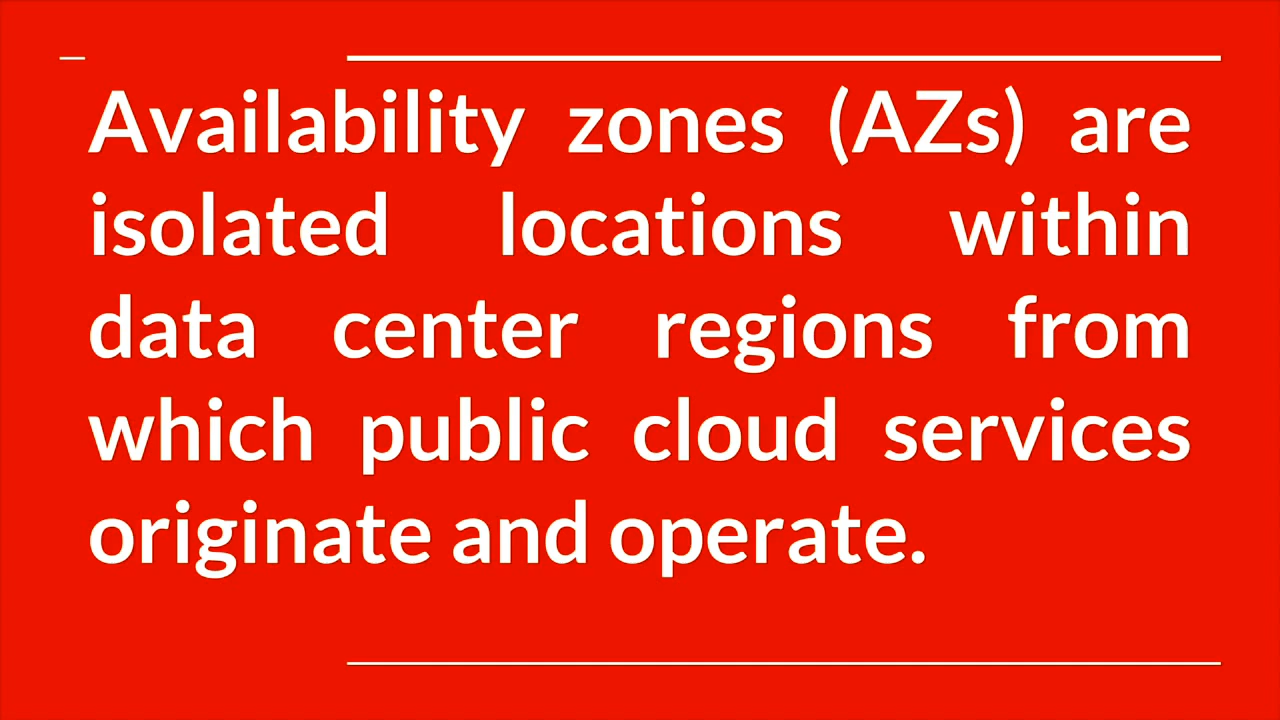 Availability zones (AZs) are
isolated locations within
data center regions from
which public cloud services
originate and operate.